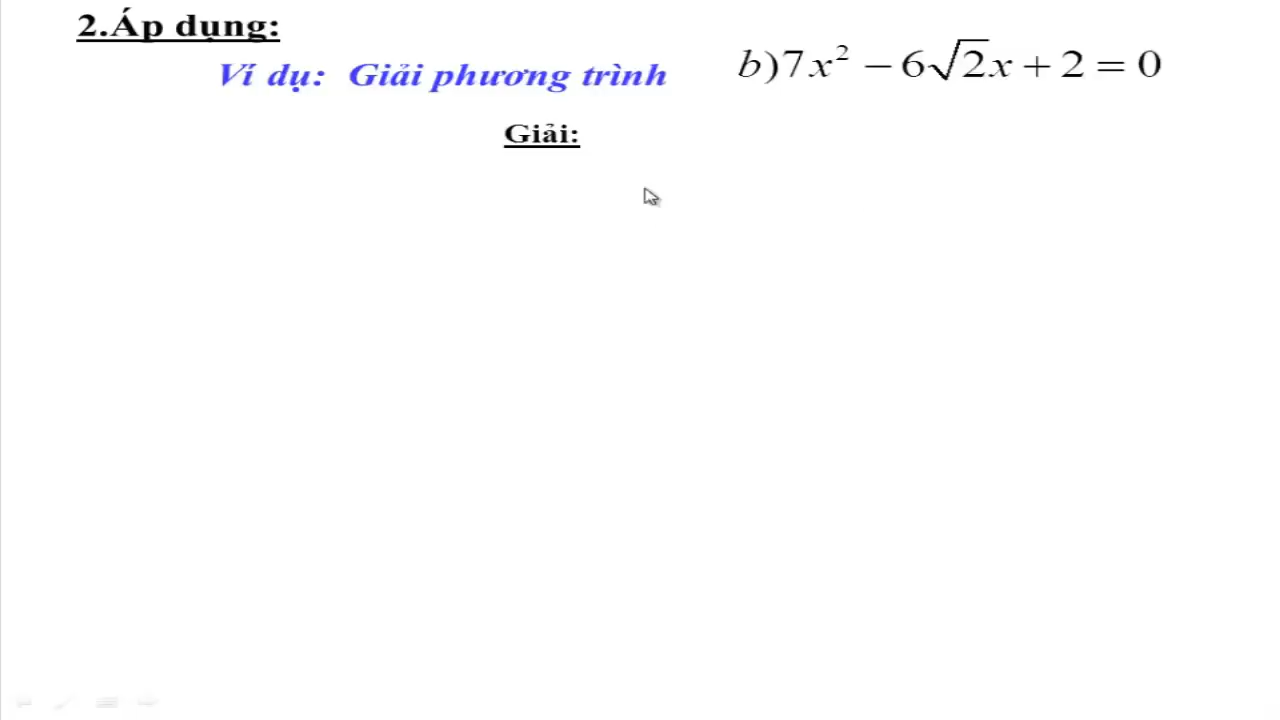 2.Áp dụng:
Ví dụ: Giải phương trình b)7x² − 6√2x + 2 = 0
Giải: